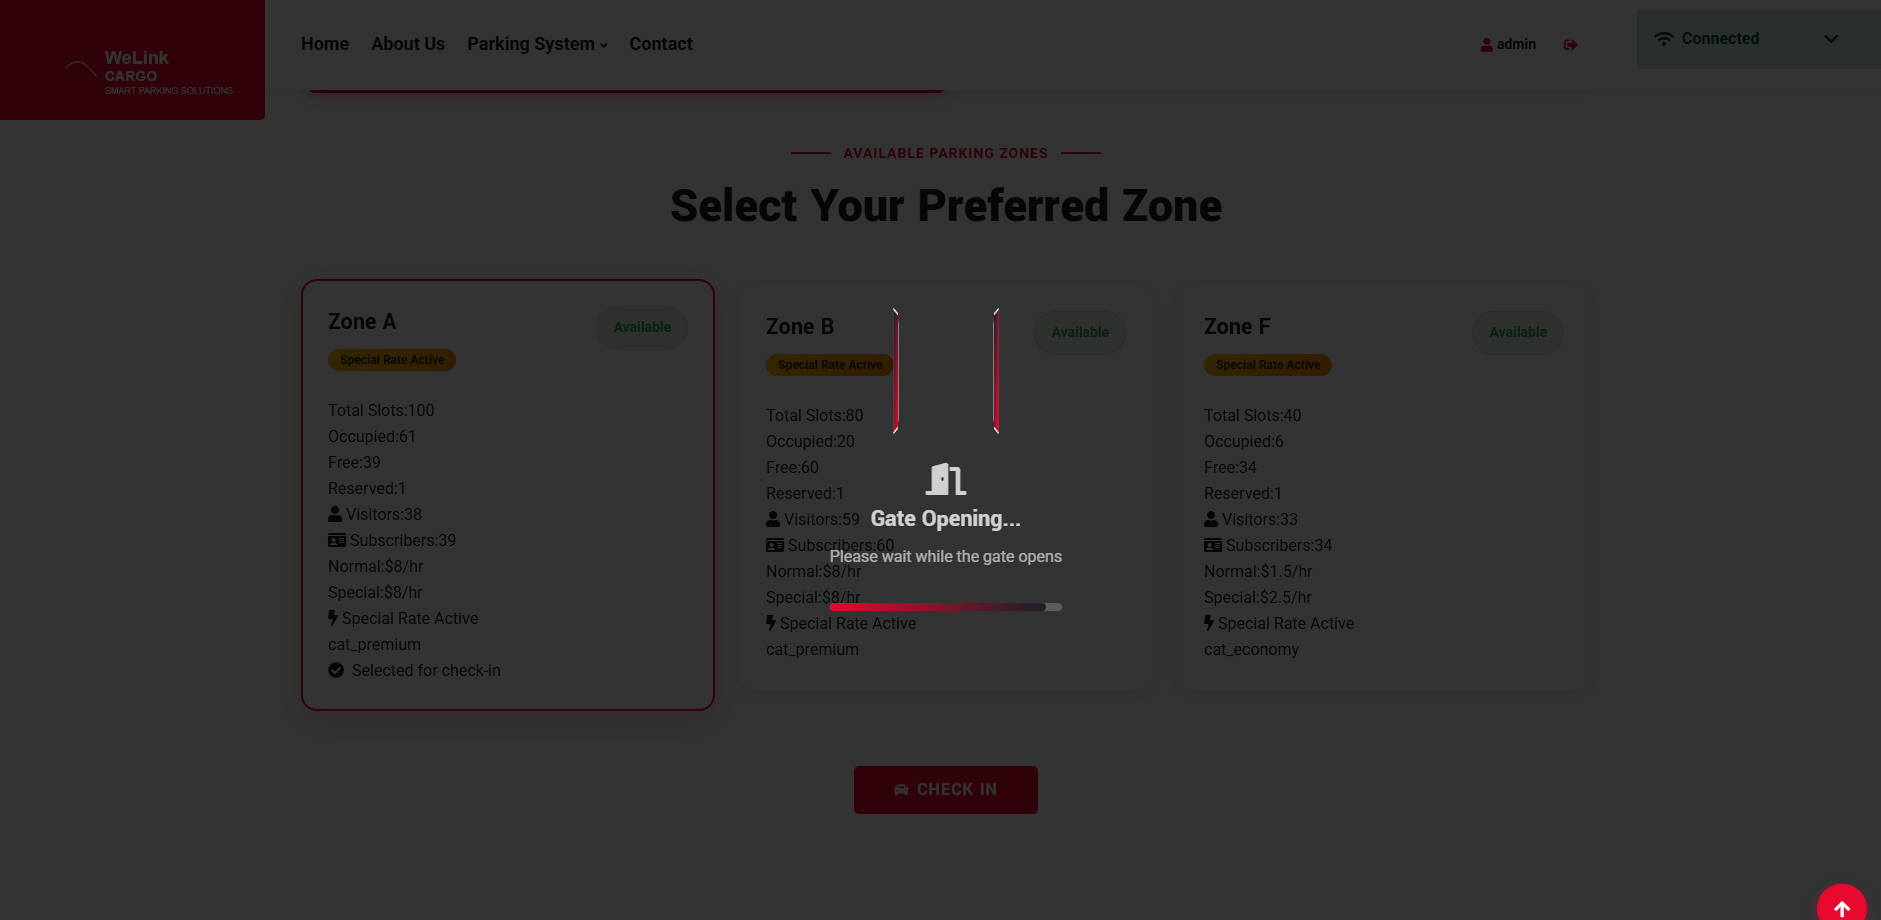 WeLink
CARGO
SMART PARKING SOLUTIONS
Home About Us Parking System Contact
admin
Connected
AVAILABLE PARKING ZONES
Select Your Preferred Zone
Zone A
Available
Special Rate Active
Total Slots:100
Occupied:61
Free:39
Reserved:1
Visitors:38
Subscribers:39
Normal:$8/hr
Special:$8/hr
Special Rate Active
cat_premium
Selected for check-in
Zone B
Available
Special Rate Active
Total Slots:80
Occupied:20
Free:60
Reserved:1
Visitors:59
Subscribers:60
Normal:$8/hr
Special:$8/hr
Special Rate Active
cat_premium
Zone F
Available
Special Rate Active
Total Slots:40
Occupied:6
Free:34
Reserved:1
Visitors:33
Subscribers:34
Normal:$1.5/hr
Special:$2.5/hr
Special Rate Active
cat_economy
Gate Opening...
Please wait while the gate opens
CHECK IN